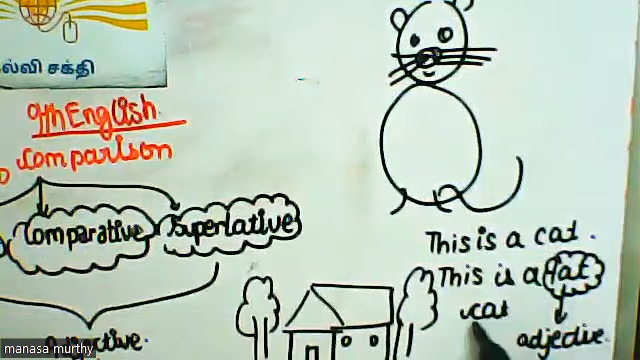 ல்வி சக்தி
9th English
comparison
Comparative Superlative
This is a cat.
This is a fat
cat
adjective.
manasa murthy